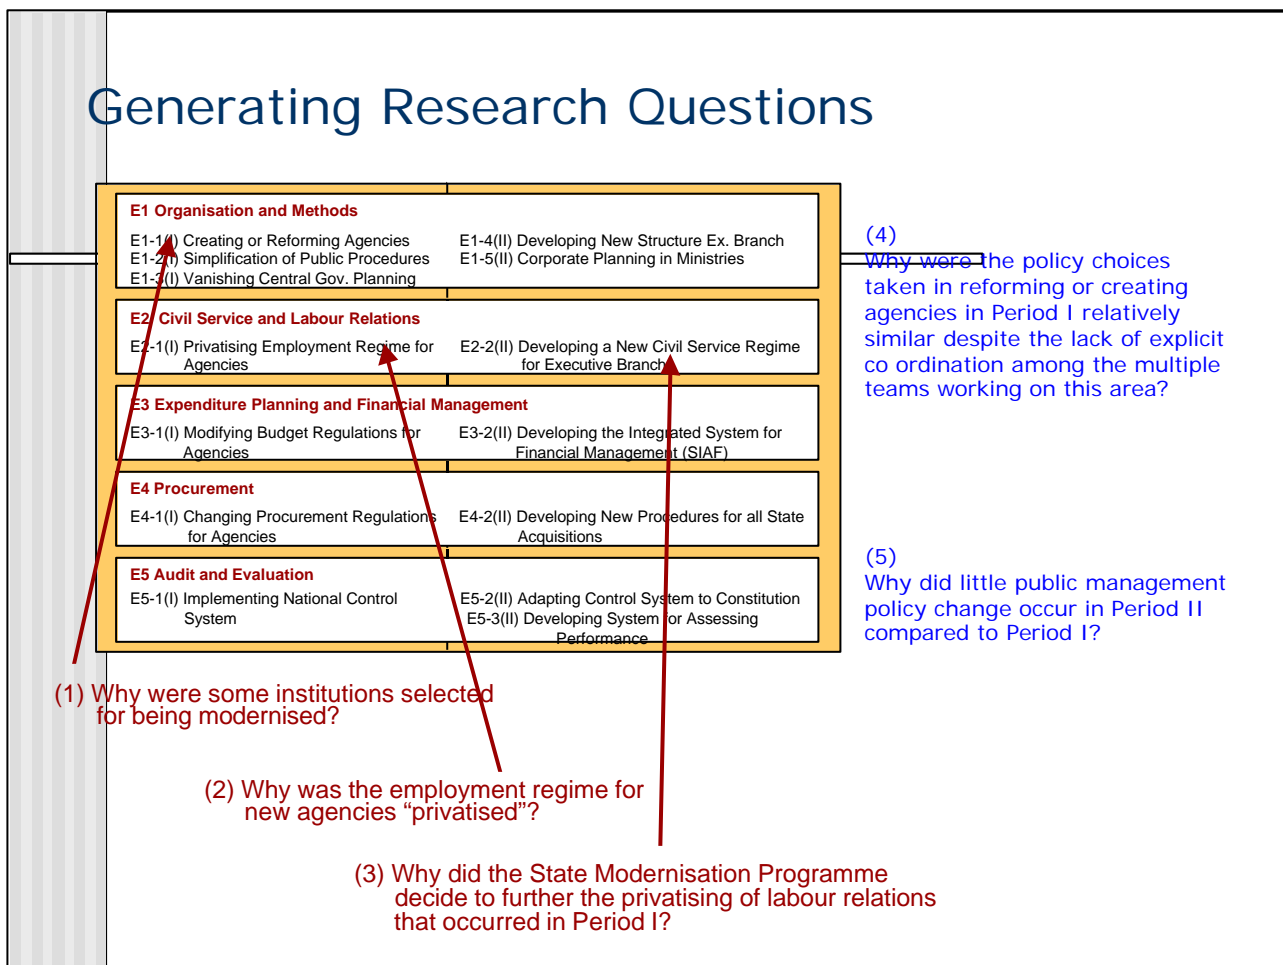 Generating Research Questions
E1 Organisation and Methods
E1-1(I) Creating or Reforming Agencies
E1-2(I) Simplification of Public Procedures
E1-3(I) Vanishing Central Gov. Planning
E1-4(II) Developing New Structure Ex. Branch
E1-5(II) Corporate Planning in Ministries
E2 Civil Service and Labour Relations
E2-1(I) Privatising Employment Regime for
Agencies
E2-2(II) Developing a New Civil Service Regime
for Executive Branch
E3 Expenditure Planning and Financial Management
E3-1(I) Modifying Budget Regulations for
Agencies
E3-2(II) Developing the Integrated System for
Financial Management (SIAF)
E4 Procurement
E4-1(I) Changing Procurement Regulations
for Agencies
E4-2(II) Developing New Procedures for all State
Acquisitions
E5 Audit and Evaluation
E5-1(I) Implementing National Control
System
E5-2(II) Adapting Control System to Constitution
E5-3(II) Developing System for Assessing
Performance
(1) Why were some institutions selected
for being modernised?
(2) Why was the employment regime for
new agencies “privatised”?
(3) Why did the State Modernisation Programme
decide to further the privatising of labour relations
that occurred in Period I?
(4)
Why were the policy choices
taken in reforming or creating
agencies in Period I relatively
similar despite the lack of explicit
co ordination among the multiple
teams working on this area?
(5)
Why did little public management
policy change occur in Period II
compared to Period I?